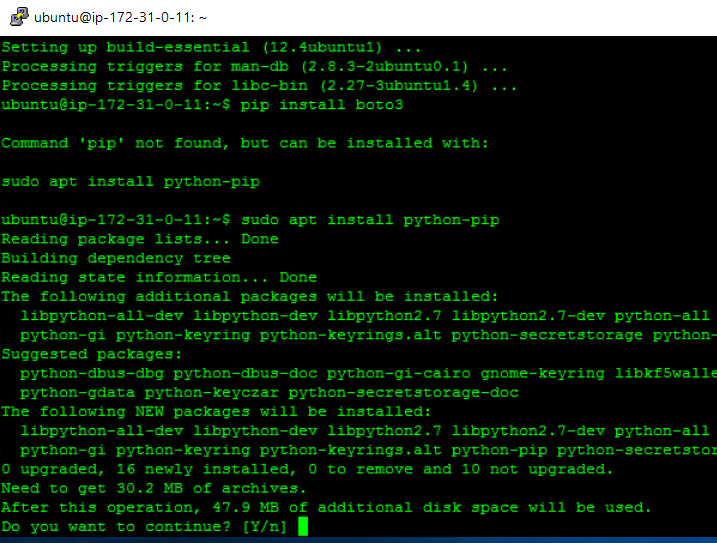 ubuntu@ip-172-31-0-11: ~
Setting up build-essential (12.4ubuntu1) ...
Processing triggers for man-db (2.8.3-2ubuntu0.1) ...
Processing triggers for libc-bin (2.27-3ubuntu1.4) ...
ubuntu@ip-172-31-0-11:~$ pip install boto3
Command 'pip' not found, but can be installed with:
sudo apt install python-pip
ubuntu@ip-172-31-0-11:~$ sudo apt install python-pip
Reading package lists... Done
Building dependency tree
Reading state information... Done
The following additional packages will be installed:
  libpython-all-dev libpython-dev libpython2.7 libpython2.7-dev python-all
  python-gi python-keyring python-keyrings.alt python-secretstorage python-
Suggested packages:
  python-dbus-dbg python-dbus-doc python-gi-cairo gnome-keyring libkf5walle
  python-gdata python-keyczar python-secretstorage-doc
The following NEW packages will be installed:
  libpython-all-dev libpython-dev libpython2.7 libpython2.7-dev python-all
  python-gi python-keyring python-keyrings.alt python-pip python-secretstor
0 upgraded, 16 newly installed, 0 to remove and 10 not upgraded.
Need to get 30.2 MB of archives.
After this operation, 47.9 MB of additional disk space will be used.
Do you want to continue? [Y/n]